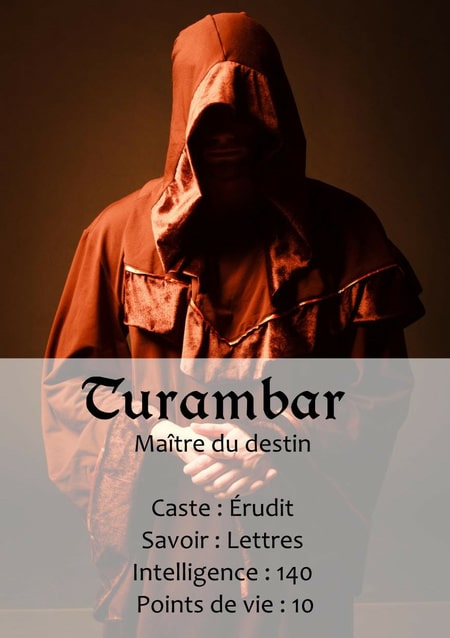 Turambar
Maître du destin
Caste : Érudit
Savoir : Lettres
Intelligence : 140
Points de vie : 10